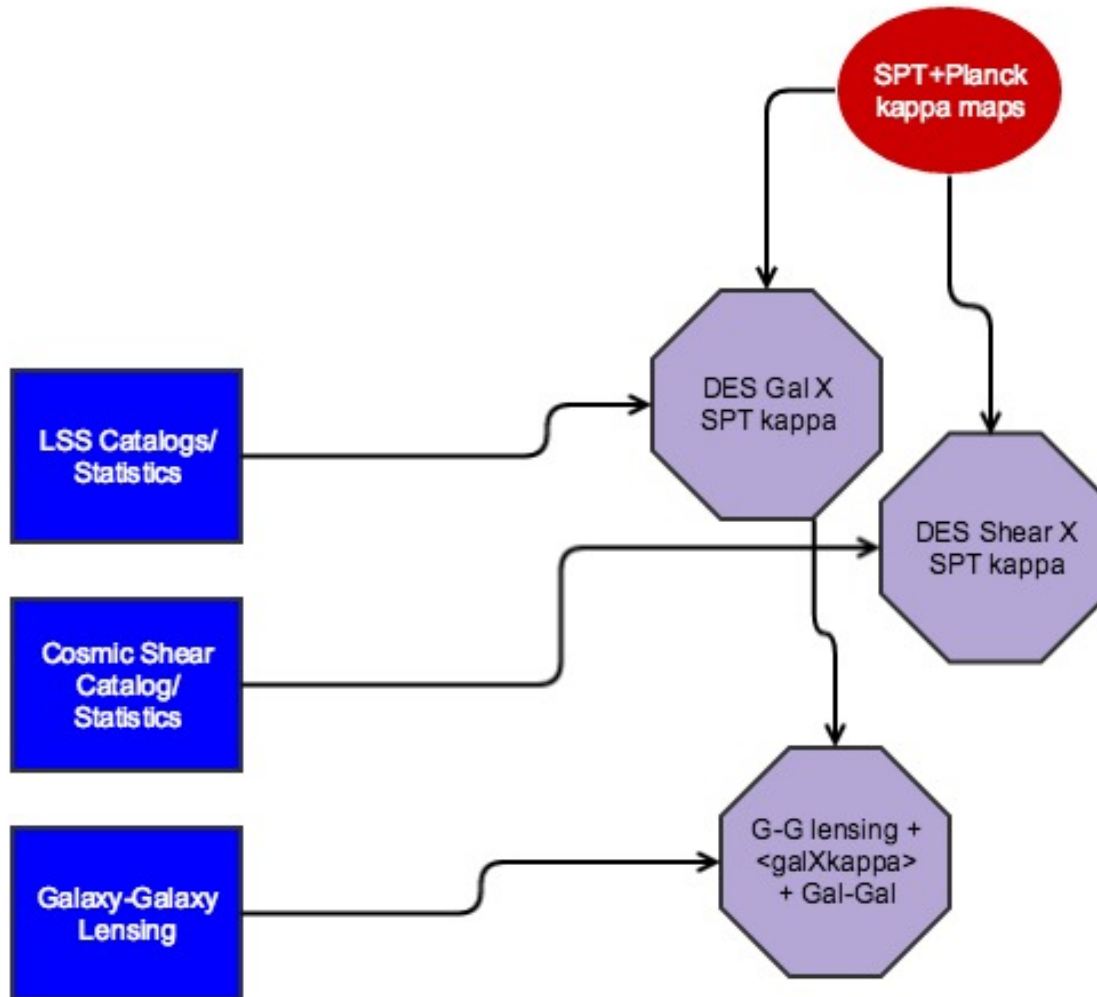 SPT+Planck
kappa maps
DES Gal X
SPT kappa
LSS Catalogs/
Statistics
DES Shear X
SPT kappa
Cosmic Shear
Catalog/
Statistics
G-G lensing +
<galXkappa>
+ Gal-Gal
Galaxy-Galaxy
Lensing